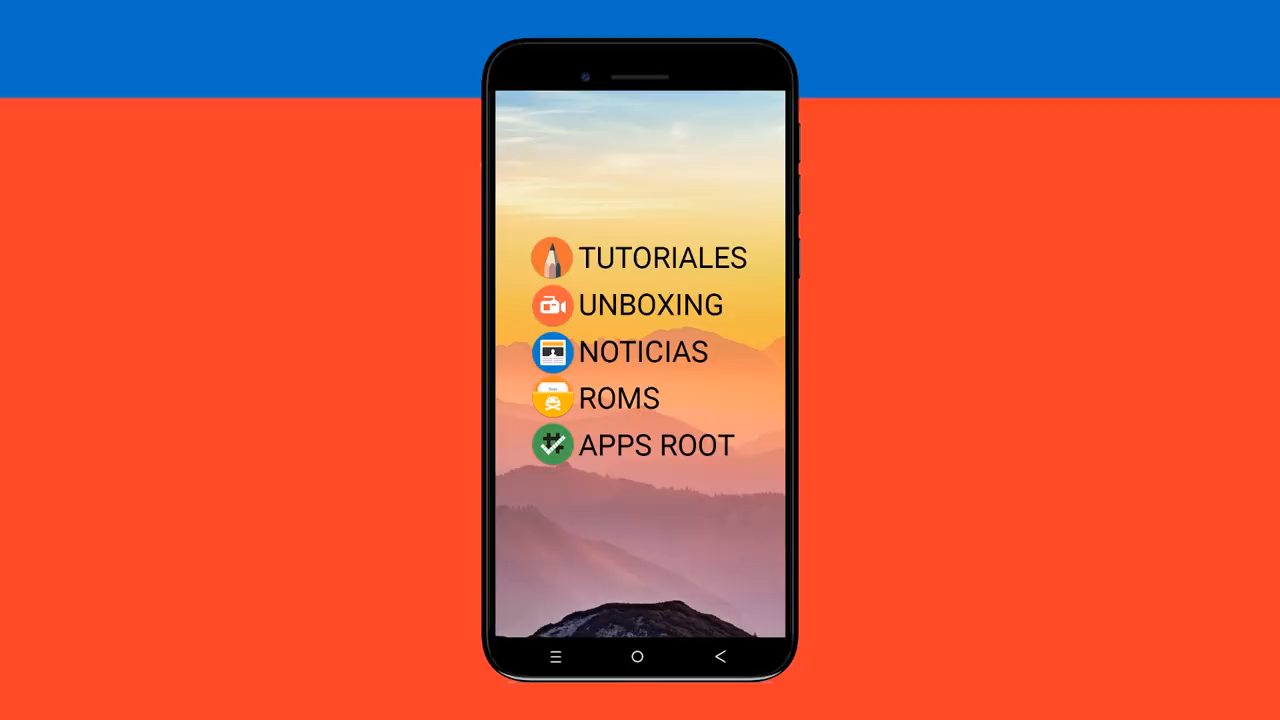 TUTORIALES
UNBOXING
NOTICIAS
ROMS
APPS ROOT